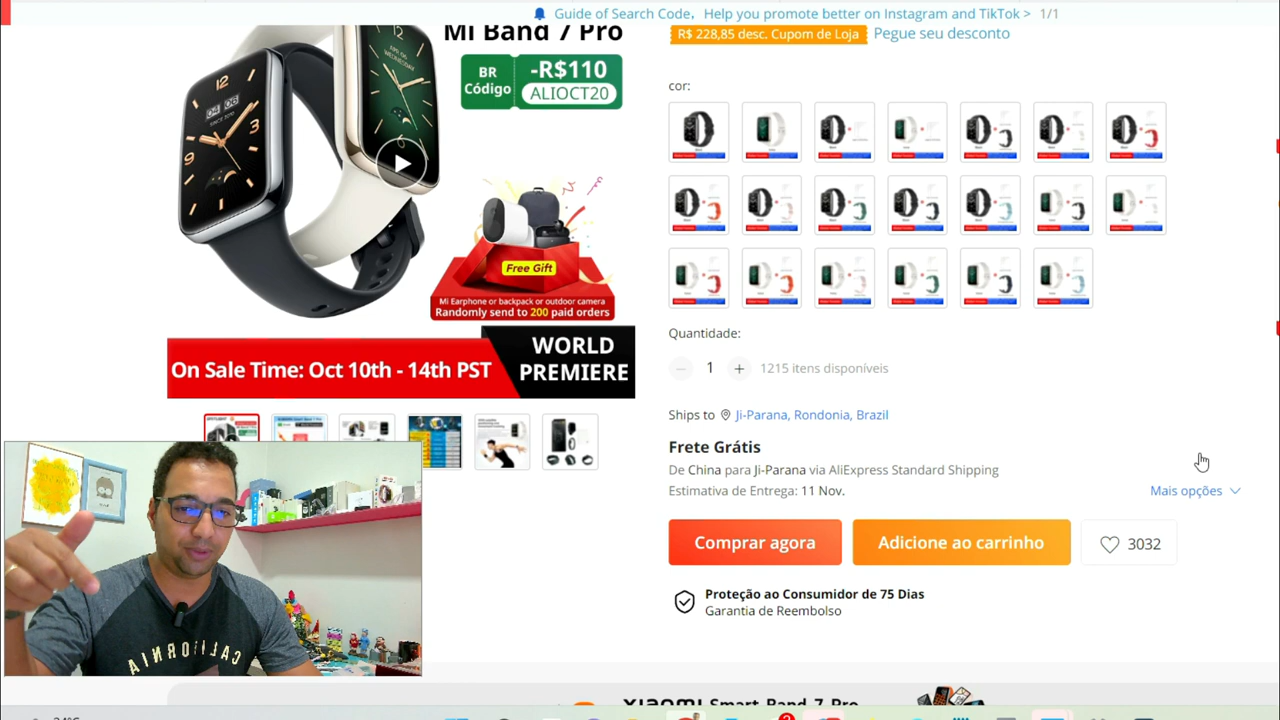 Guide of Search Code, Help you promote better on Instagram and TikTok > 1/1
Mi Band 7 Pro
BR
Código
-R$110
ALIOCT20
12
3
9
04 06
Free Gift
Mi Earphone or backpack or outdoor camera
Randomly send to 200 paid orders
On Sale Time: Oct 10th - 14th PST
WORLD
PREMIERE
R$ 228,85 desc. Cupom de Loja Pegue seu desconto
cor:
Quantidade:
1
1215 itens disponíveis
Ships to Ji-Parana, Rondonia, Brazil
Frete Grátis
De China para Ji-Parana via AliExpress Standard Shipping
Estimativa de Entrega: 11 Nov.
Mais opções
Comprar agora
Adicione ao carrinho
3032
Proteção ao Consumidor de 75 Dias
Garantia de Reembolso
CALIFORNIA
xiaomi Smart Band 7 Pro